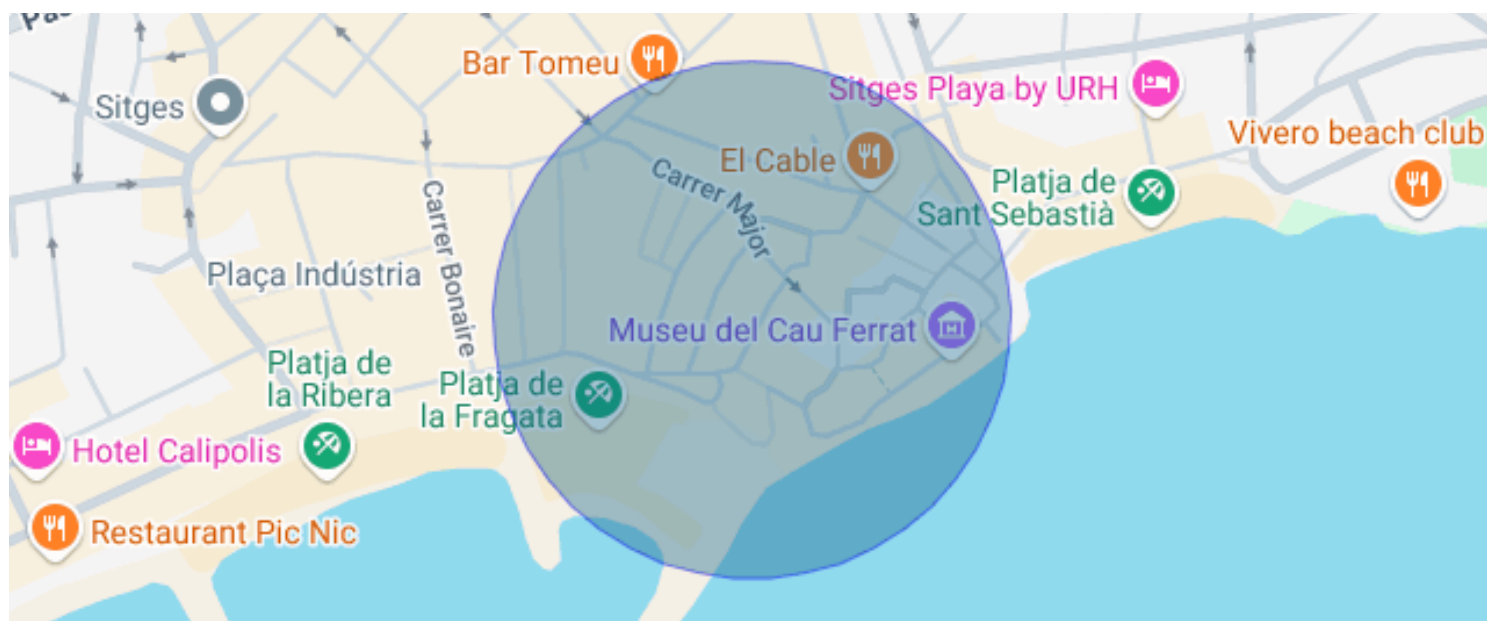 Bar Tomeu
Sitges Playa by URH
Sitges
Vivero beach club
El Cable
Carrer Major
Platja de
Sant Sebastià
Carrer Bonaire
Plaça Indústria
Museu del Cau Ferrat
Platja de
la Ribera
Platja de
la Fragata
Hotel Calipolis
Restaurant Pic Nic